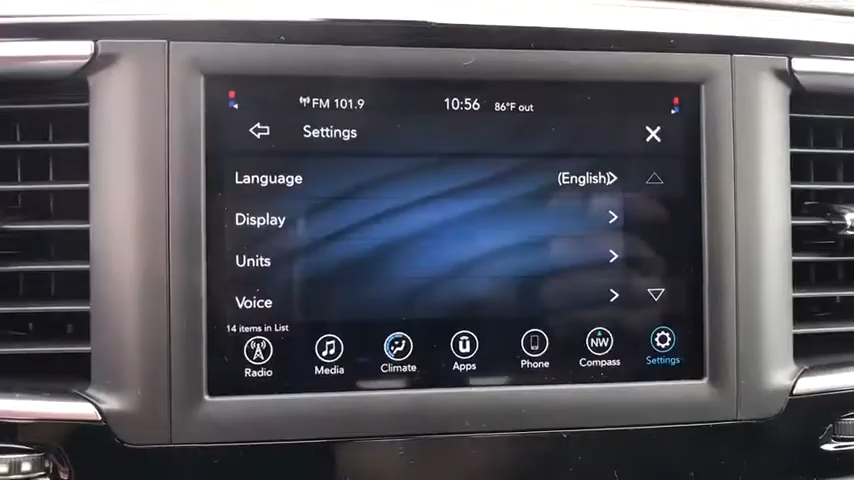 FM 101.9 10:56 86°F out
Settings
Language (English)
Display
Units
Voice
14 items in List
Radio Media Climate Apps Phone NW Compass Settings